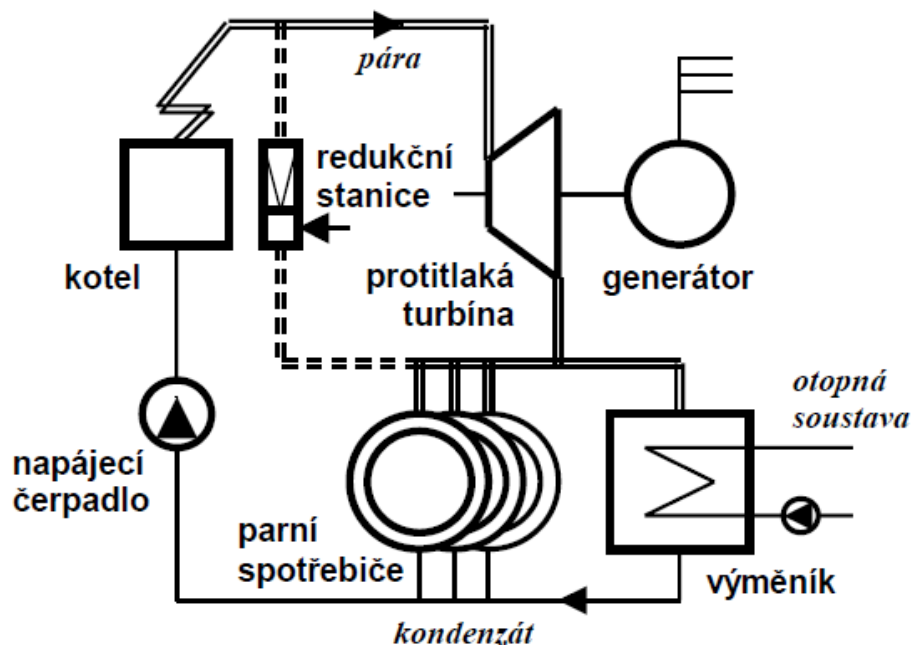 pára
redukční
stanice
kotel
protitlaká
turbína
generátor
otopná
soustava
napájecí
čerpadlo
parní
spotřebiče
výměník
kondenzát